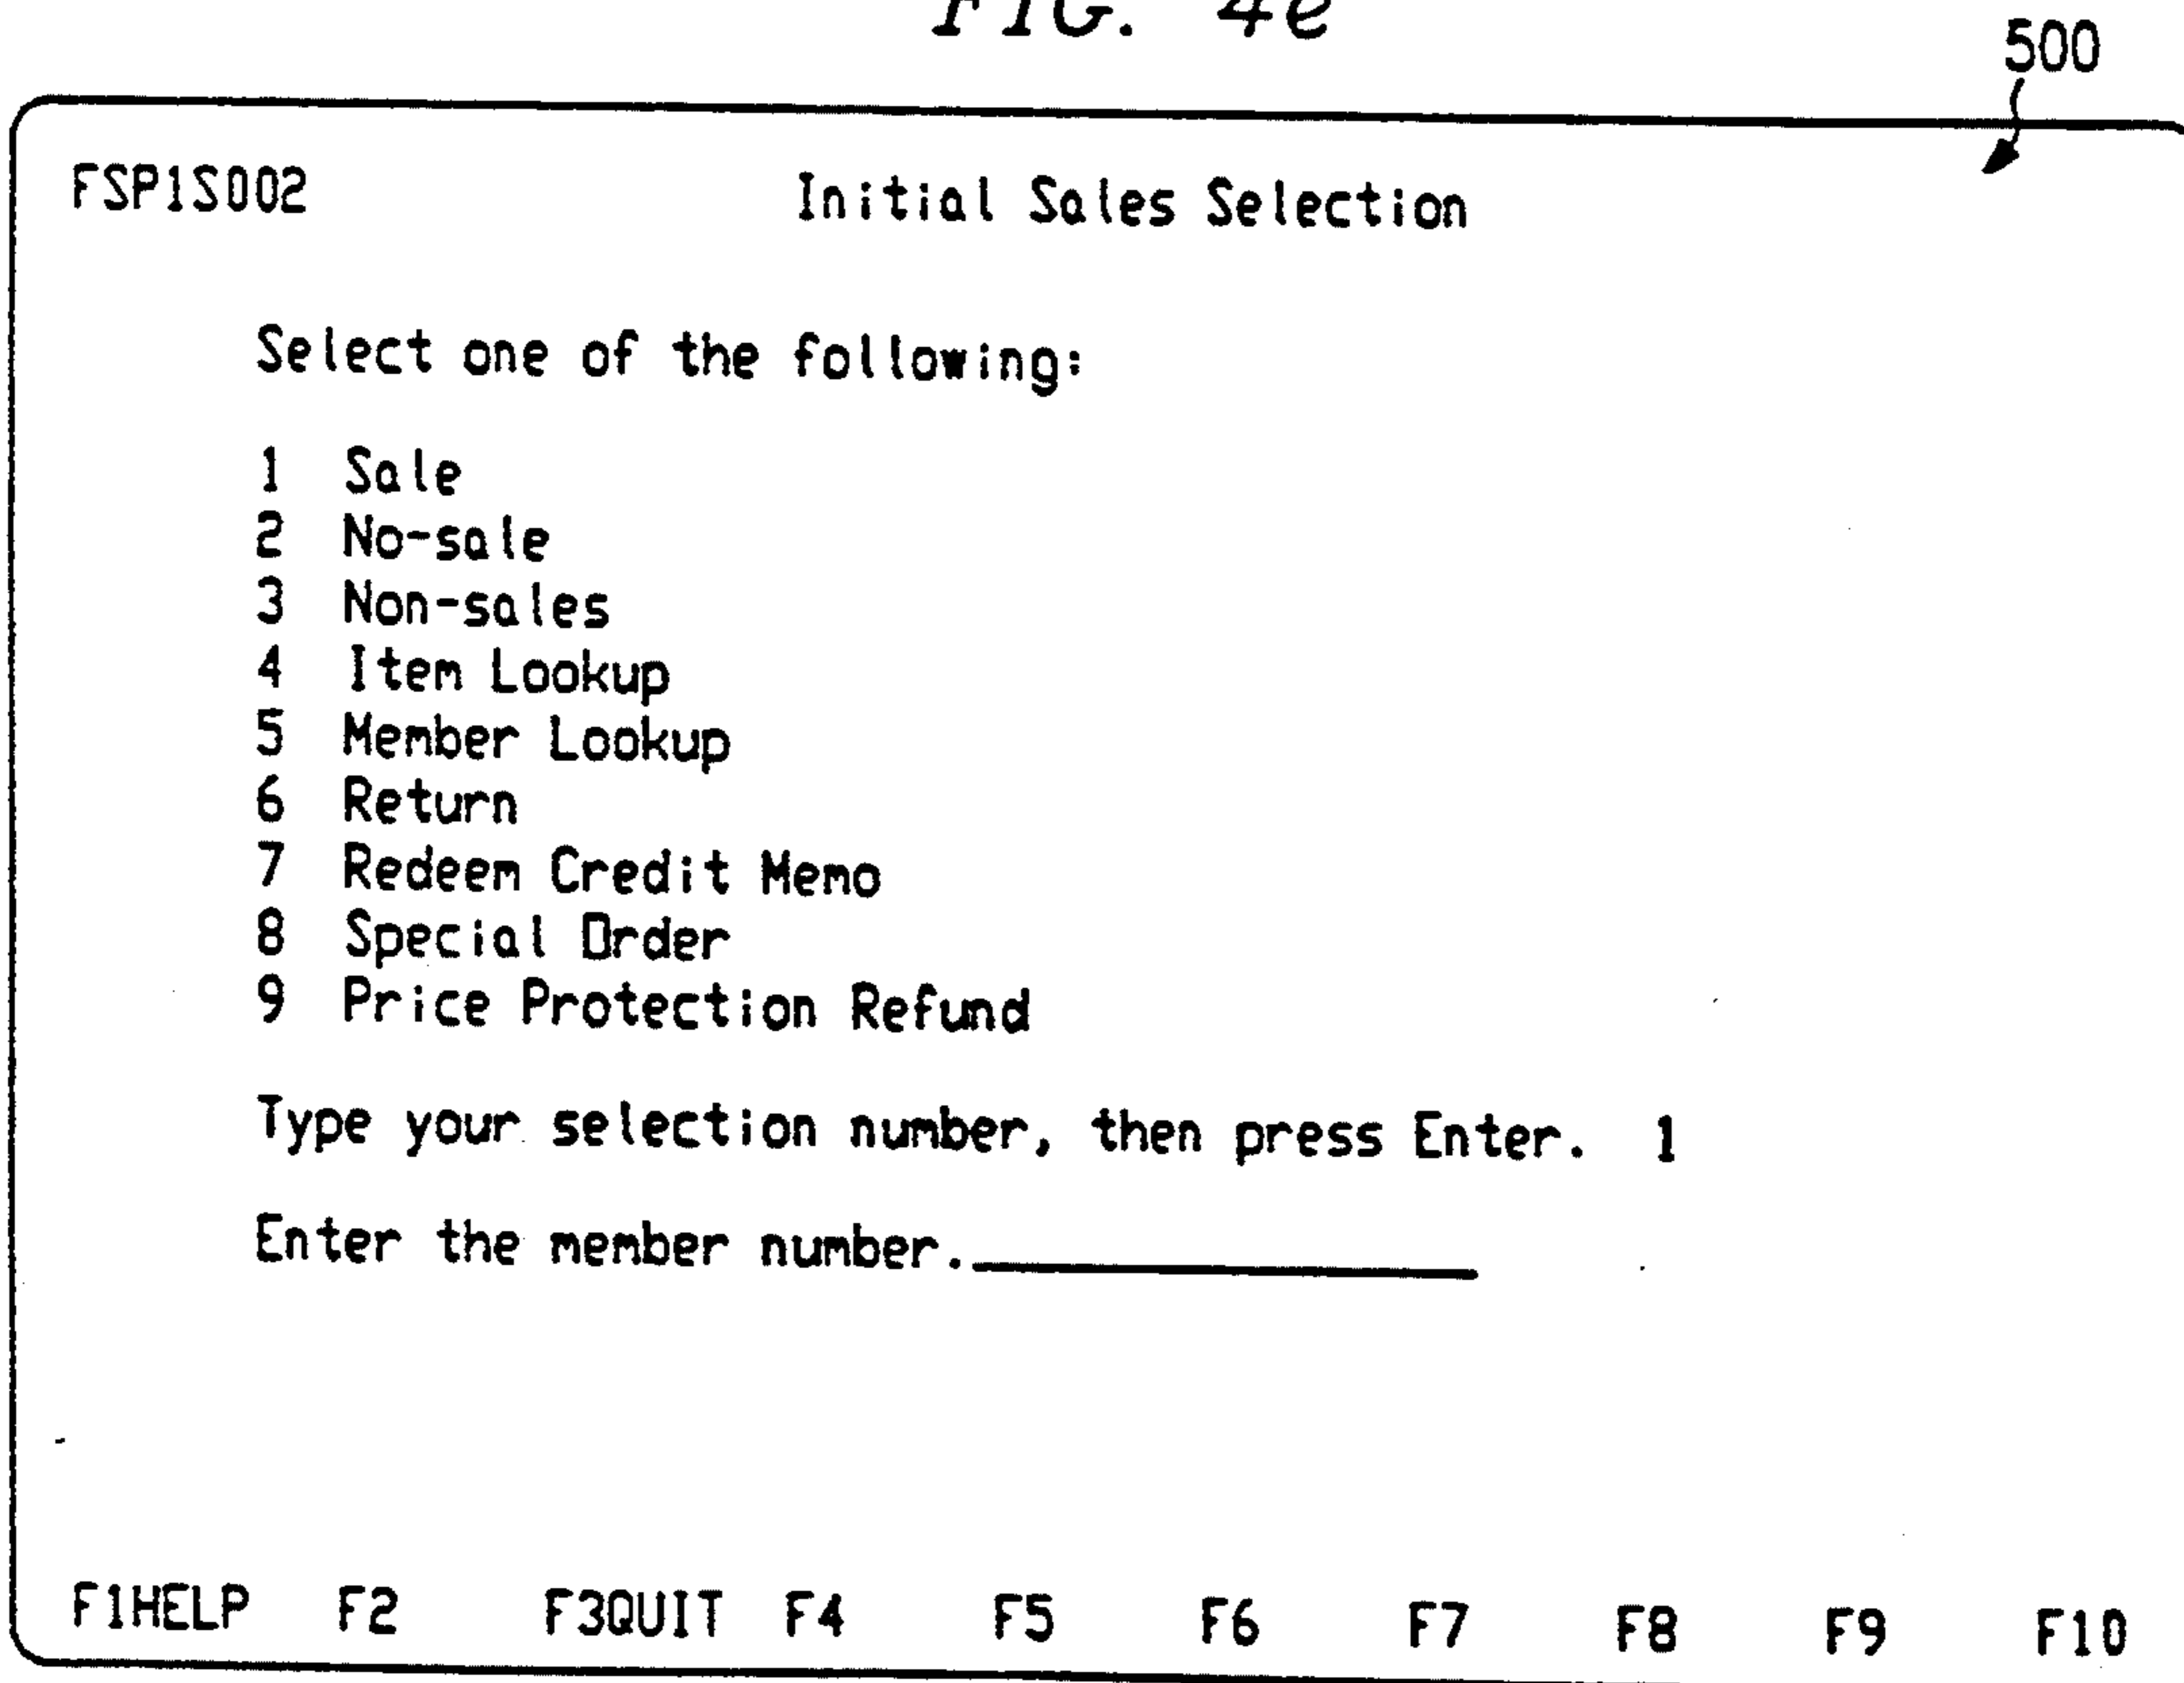 FIG. 4e
500
FSP1S002 Initial Sales Selection
Select one of the following:
1 Sale
2 No-sale
3 Non-sales
4 Item Lookup
5 Member Lookup
6 Return
7 Redeem Credit Memo
8 Special Order
9 Price Protection Refund
Type your selection number, then press Enter. 1
Enter the member number.
F1HELP F2 F3QUIT F4 F5 F6 F7 F8 F9 F10